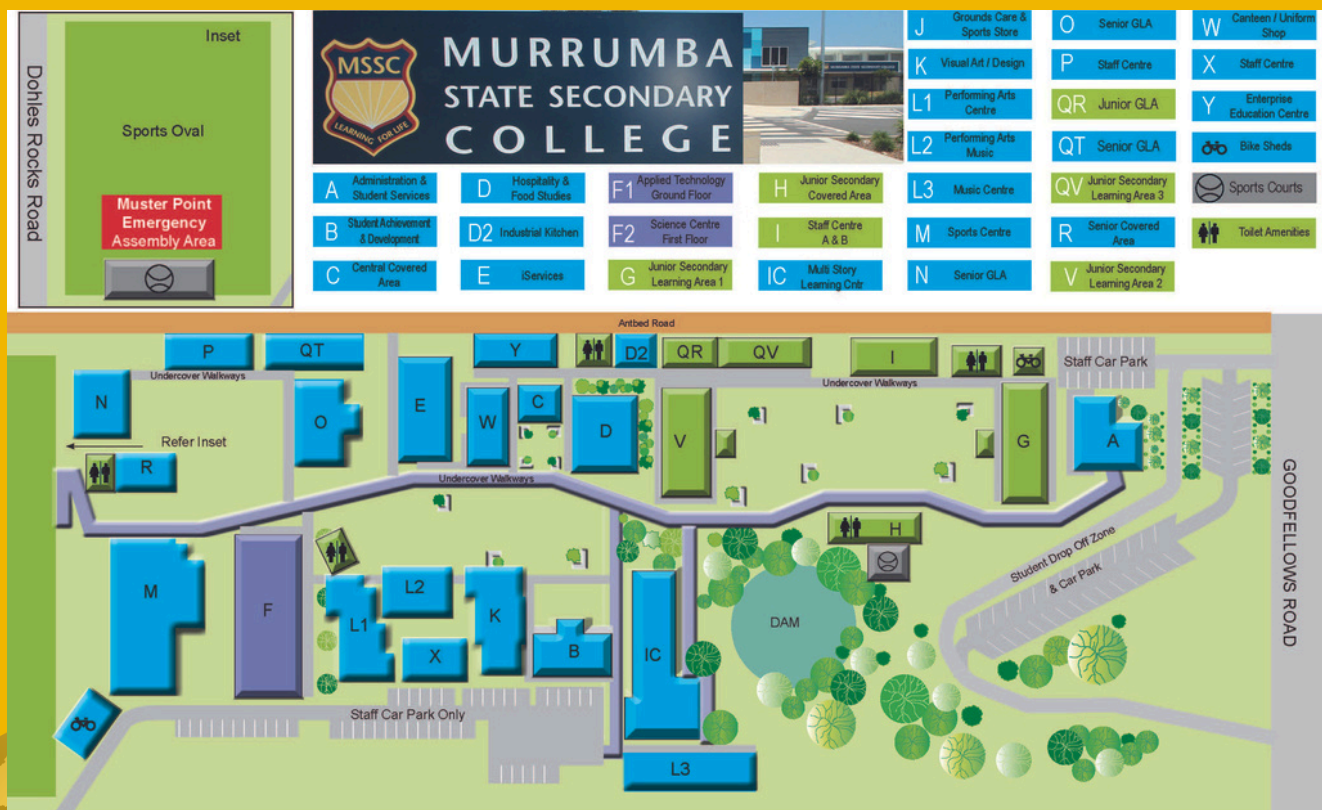 Inset
Dohles Rocks Road
Sports Oval
Muster Point
Emergency
Assembly Area
MSSC
LEARNING FOR LIFE
MURRUMBA
STATE SECONDARY
COLLEGE
A Administration &
Student Services
B Student Achievement
& Development
C Central Covered
Area
D Hospitality &
Food Studies
D2 Industrial Kitchen
E iServices
F1 Applied Technology
Ground Floor
F2 Science Centre
First Floor
G Junior Secondary
Learning Area 1
H Junior Secondary
Covered Area
I Staff Centre
A & B
IC Multi Story
Learning Cntr
J Grounds Care &
Sports Store
K Visual Art / Design
L1 Performing Arts
Centre
L2 Performing Arts
Music
L3 Music Centre
M Sports Centre
N Senior GLA
O Senior GLA
P Staff Centre
QR Junior GLA
QT Senior GLA
QV Junior Secondary
Learning Area 3
R Senior Covered
Area
V Junior Secondary
Learning Area 2
W Canteen / Uniform
Shop
X Staff Centre
Y Enterprise
Education Centre
Bike Sheds
Sports Courts
Toilet Amenities
Antbed Road
P
QT
Y
D2
QR
QV
I
Staff Car Park
Undercover Walkways
Undercover Walkways
N
O
E
W
C
D
V
G
A
Refer Inset
R
Undercover Walkways
GOODFELLOWS ROAD
H
Student Drop Off Zone
& Car Park
M
F
L1
L2
K
X
B
IC
DAM
Staff Car Park Only
L3